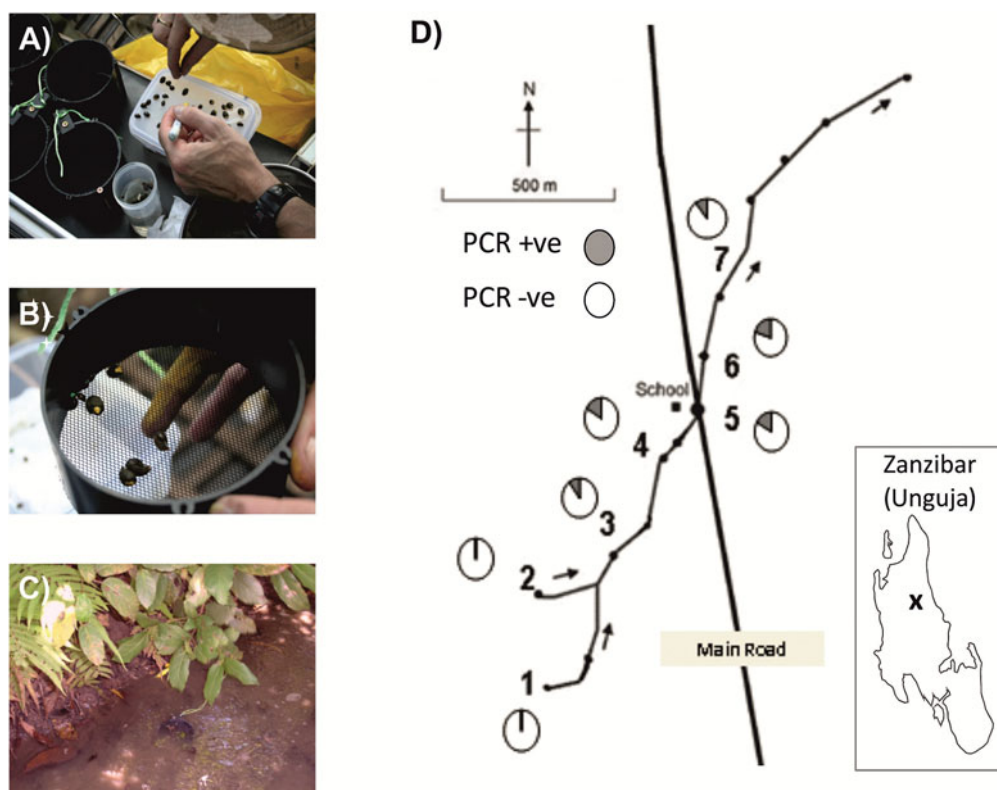 A)
B)
C)
D)
N
500 m
PCR +ve
PCR -ve
7
6
School
5
4
3
2
1
Main Road
Zanzibar
(Unguja)
x